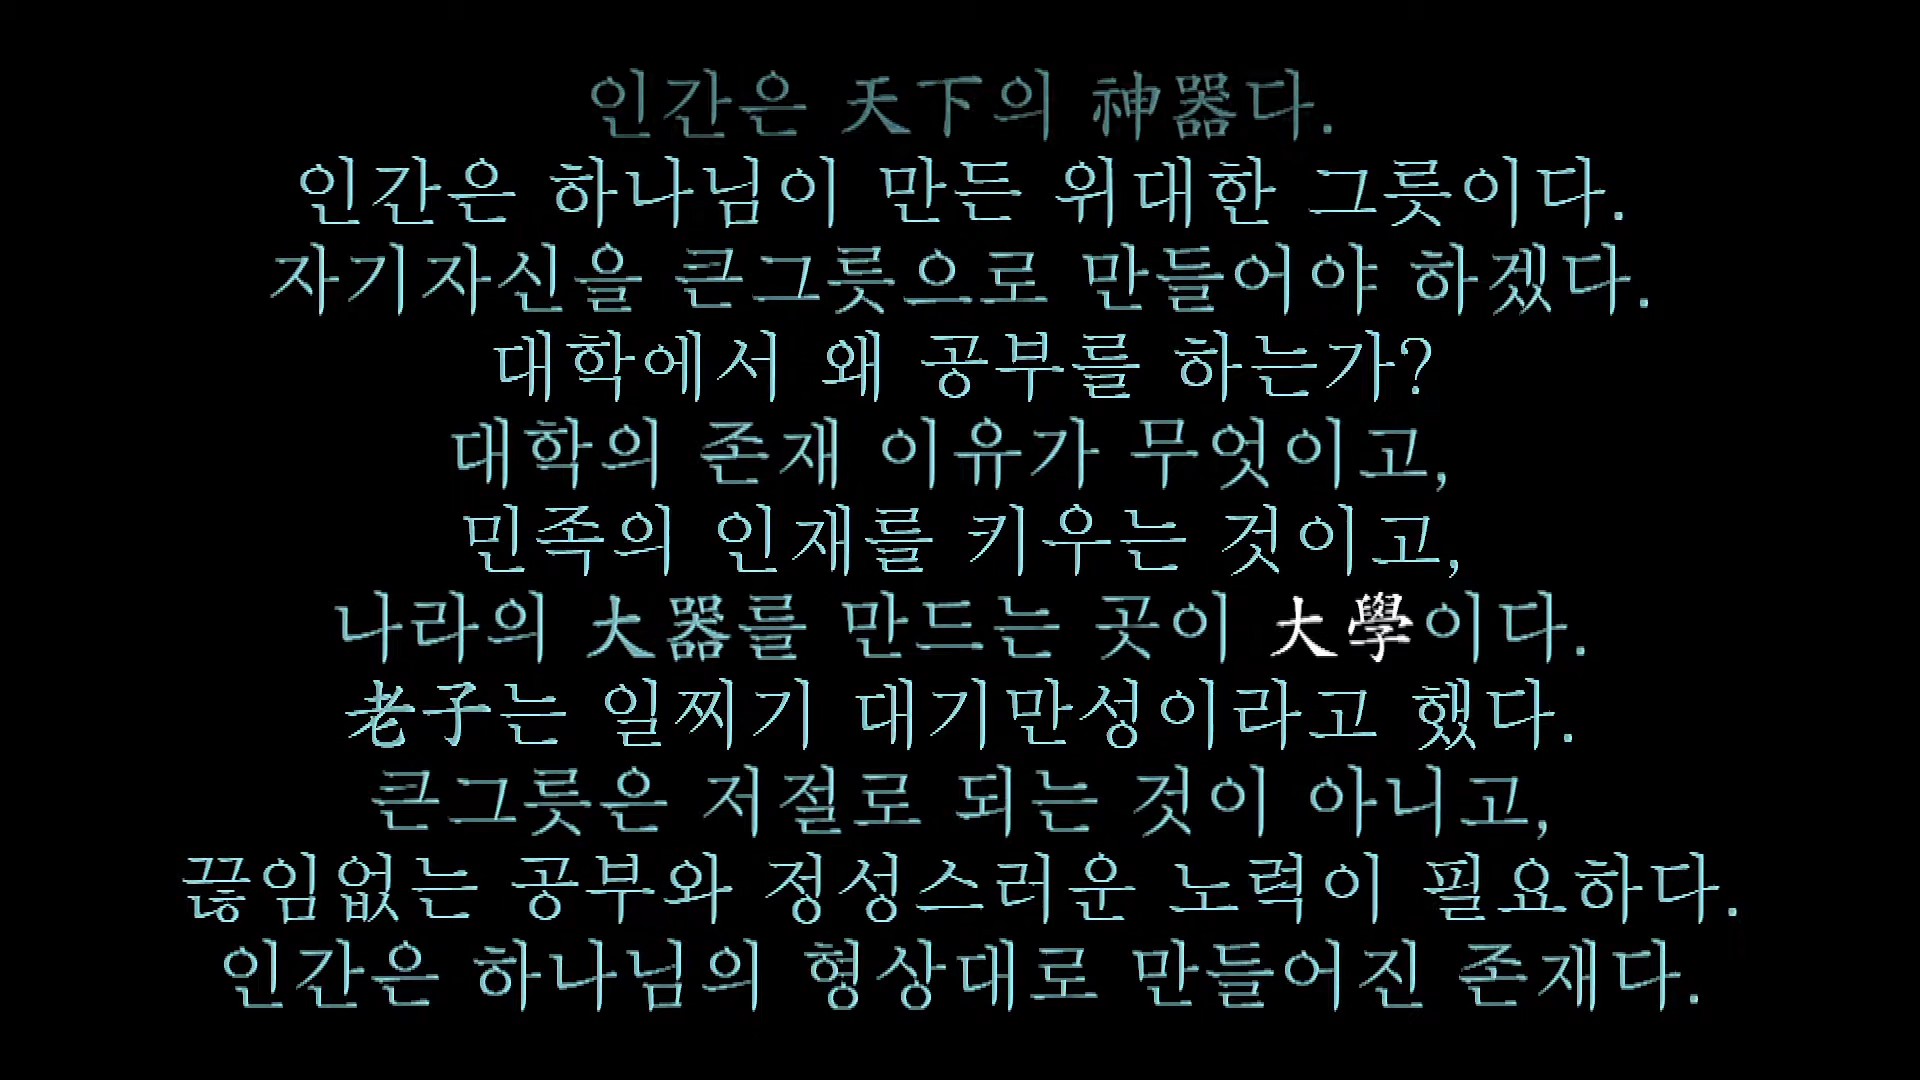 인간은 天下의 神器다.
인간은 하나님이 만든 위대한 그릇이다.
자기자신을 큰그릇으로 만들어야 하겠다.
대학에서 왜 공부를 하는가?
대학의 존재 이유가 무엇이고,
민족의 인재를 키우는 것이고,
나라의 大器를 만드는 곳이 大學이다.
老子는 일찌기 대기만성이라고 했다.
큰그릇은 저절로 되는 것이 아니고,
끊임없는 공부와 정성스러운 노력이 필요하다.
인간은 하나님의 형상대로 만들어진 존재다.